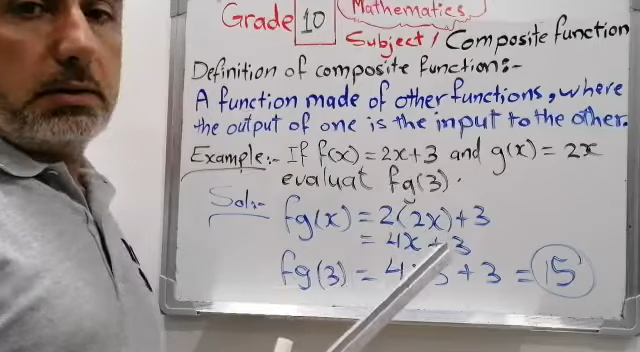 Grade 10 Mathematics
Subject / Composite function
Definition of composite function:-
A function made of other functions, where
the output of one is the input to the other.
Example:- If f(x) = 2x+3 and g(x) = 2x
evaluat fg(3).
Sol:- fg(x) = 2(2x)+3
= 4x + 3
fg(3) = 4 3 + 3 = 15